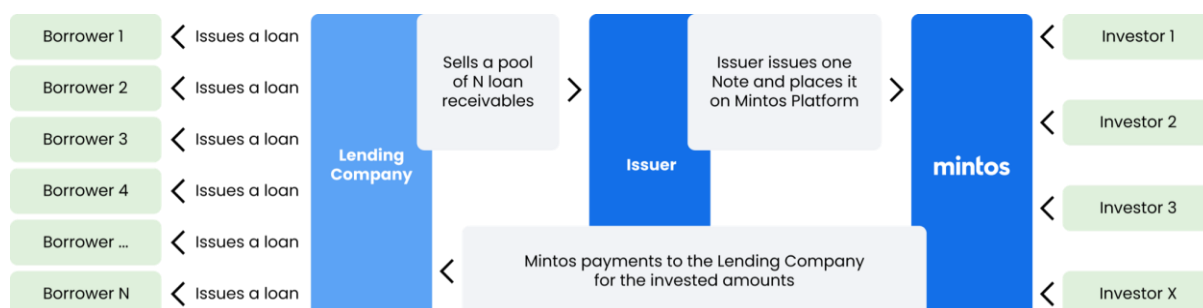 Borrower 1
Issues a loan
Borrower 2
Issues a loan
Borrower 3
Issues a loan
Borrower 4
Issues a loan
Borrower ...
Issues a loan
Borrower N
Issues a loan
Lending
Company
Sells a pool
of N loan
receivables
Issuer
Issuer issues one
Note and places it
on Mintos Platform
mintos
Mintos payments to the Lending Company
for the invested amounts
Investor 1
Investor 2
Investor 3
Investor X